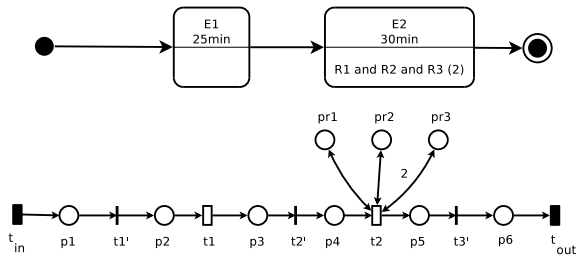 E1
25min
E2
30min
R1 and R2 and R3 (2)
pr1 pr2 pr3
2
t in p1 t1' p2 t1 p3 t2' p4 t2 p5 t3' p6 t out